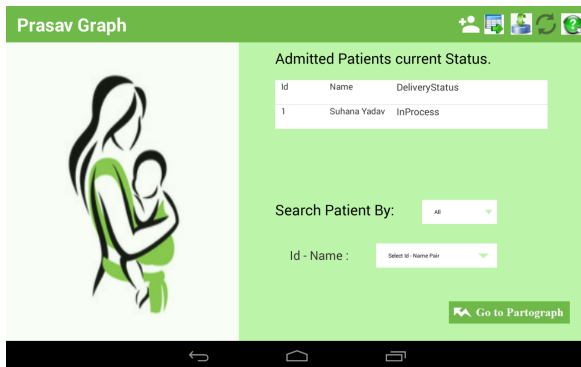 Prasav Graph
Admitted Patients current Status.
Id Name DeliveryStatus
1 Suhana Yadav InProcess
Search Patient By: All
Id - Name : Select Id - Name Pair
Go to Partograph